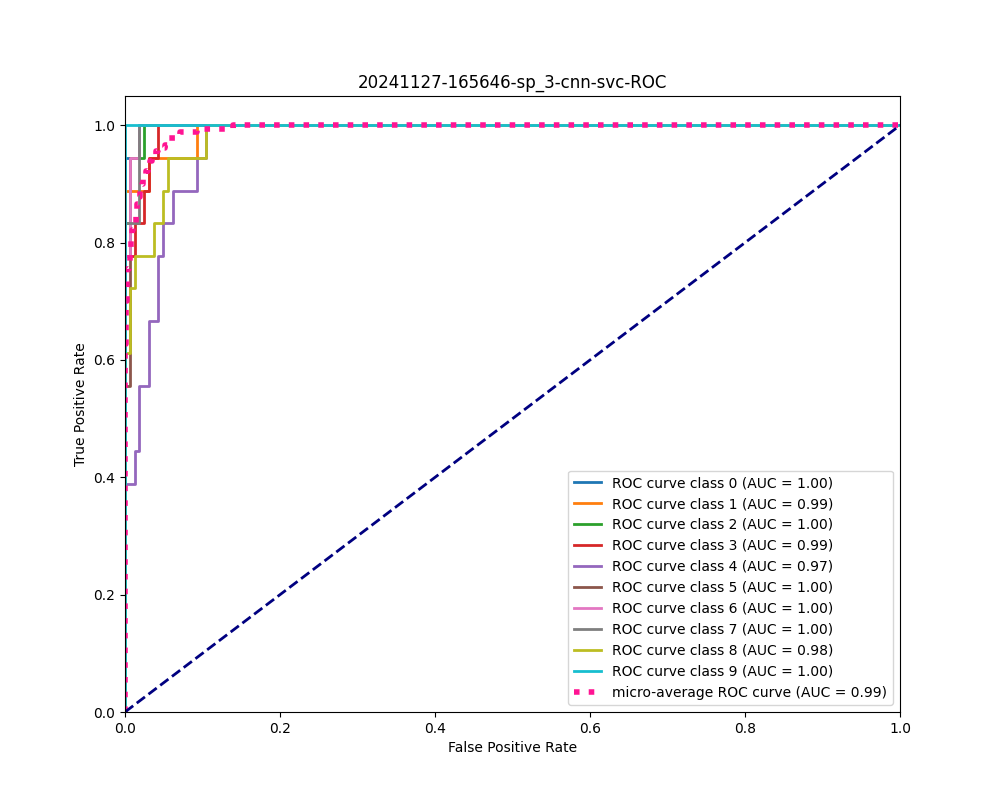 20241127-165646-sp_3-cnn-svc-ROC
1.0
0.8
0.6
0.4
0.2
0.0
True Positive Rate
0.0 0.2 0.4 0.6 0.8 1.0
False Positive Rate
ROC curve class 0 (AUC = 1.00)
ROC curve class 1 (AUC = 0.99)
ROC curve class 2 (AUC = 1.00)
ROC curve class 3 (AUC = 0.99)
ROC curve class 4 (AUC = 0.97)
ROC curve class 5 (AUC = 1.00)
ROC curve class 6 (AUC = 1.00)
ROC curve class 7 (AUC = 1.00)
ROC curve class 8 (AUC = 0.98)
ROC curve class 9 (AUC = 1.00)
micro-average ROC curve (AUC = 0.99)